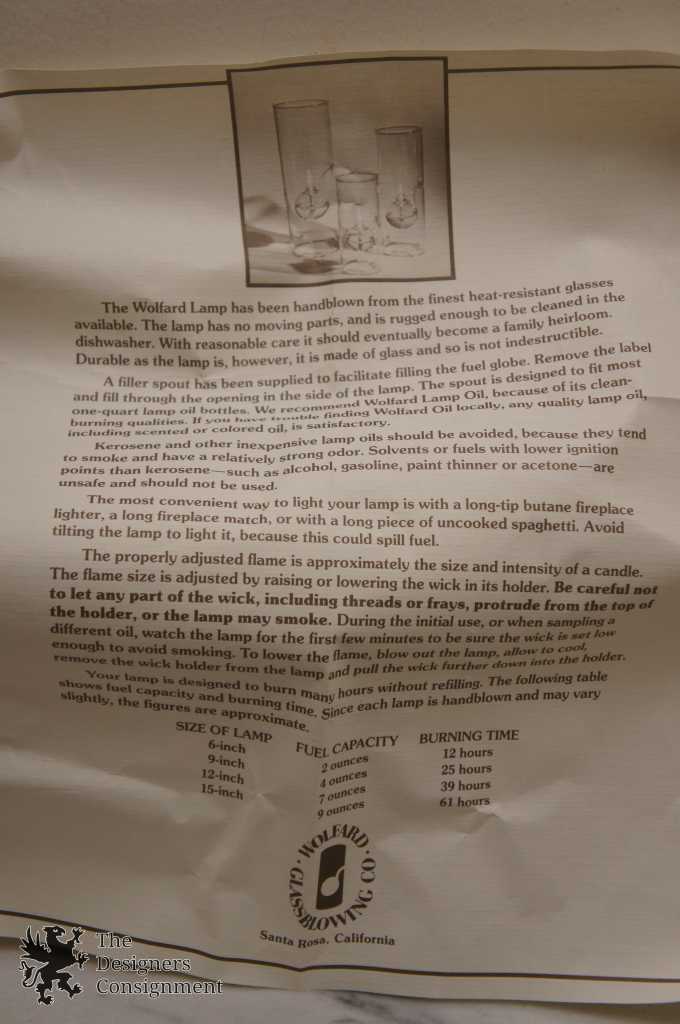 The Wolfard Lamp has been handblown from the finest heat-resistant glasses
available. The lamp has no moving parts, and is rugged enough to be cleaned in the
dishwasher. With reasonable care it should eventually become a family heirloom.
Durable as the lamp is, however, it is made of glass and so is not indestructible.
A filler spout has been supplied to facilitate filling the fuel globe. Remove the label
and fill through the opening in the side of the lamp. The spout is designed to fit most
one-quart lamp oil bottles. We recommend Wolfard Lamp Oil, because of its clean-
burning qualities. If you have trouble finding Wolfard Oil locally, any quality lamp oil,
including scented or colored oil, is satisfactory.
Kerosene and other inexpensive lamp oils should be avoided, because they tend
to smoke and have a relatively strong odor. Solvents or fuels with lower ignition
points than kerosene—such as alcohol, gasoline, paint thinner or acetone—are
unsafe and should not be used.
The most convenient way to light your lamp is with a long-tip butane fireplace
lighter, a long fireplace match, or with a long piece of uncooked spaghetti. Avoid
tilting the lamp to light it, because this could spill fuel.
The properly adjusted flame is approximately the size and intensity of a candle.
The flame size is adjusted by raising or lowering the wick in its holder. Be careful not
to let any part of the wick, including threads or frays, protrude from the top of
the holder, or the lamp may smoke. During the initial use, or when sampling a
different oil, watch the lamp for the first few minutes to be sure the wick is set low
enough to avoid smoking. To lower the flame, blow out the lamp, allow to cool,
remove the wick holder from the lamp and pull the wick further down into the holder.
Your lamp is designed to burn many hours without refilling. The following table
shows fuel capacity and burning time. Since each lamp is handblown and may vary
slightly, the figures are approximate.
SIZE OF LAMP FUEL CAPACITY BURNING TIME
6-inch 2 ounces 12 hours
9-inch 4 ounces 25 hours
12-inch 7 ounces 39 hours
15-inch 9 ounces 61 hours
· WOLFARD ·
GLASSBLOWING CO
Santa Rosa, California
The
Designers
Consignment